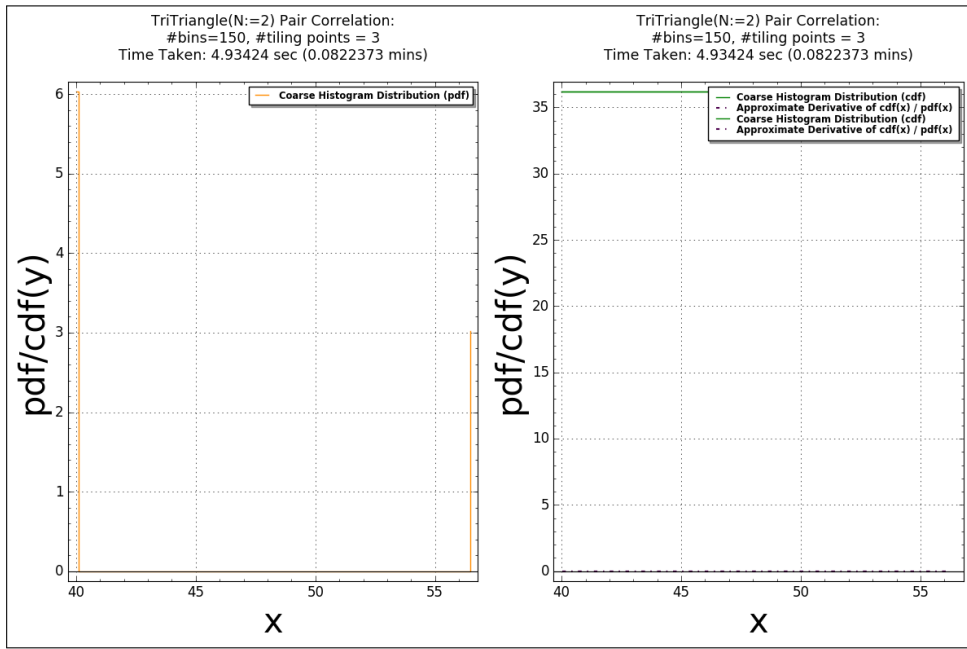 TriTriangle(N:=2) Pair Correlation:
#bins=150, #tiling points = 3
Time Taken: 4.93424 sec (0.0822373 mins)
Coarse Histogram Distribution (pdf)
pdf/cdf(y)
6
5
4
3
2
1
0
40 45 50 55
x
TriTriangle(N:=2) Pair Correlation:
#bins=150, #tiling points = 3
Time Taken: 4.93424 sec (0.0822373 mins)
Coarse Histogram Distribution (cdf)
Approximate Derivative of cdf(x) / pdf(x)
Coarse Histogram Distribution (cdf)
Approximate Derivative of cdf(x) / pdf(x)
pdf/cdf(y)
35
30
25
20
15
10
5
0
40 45 50 55
x